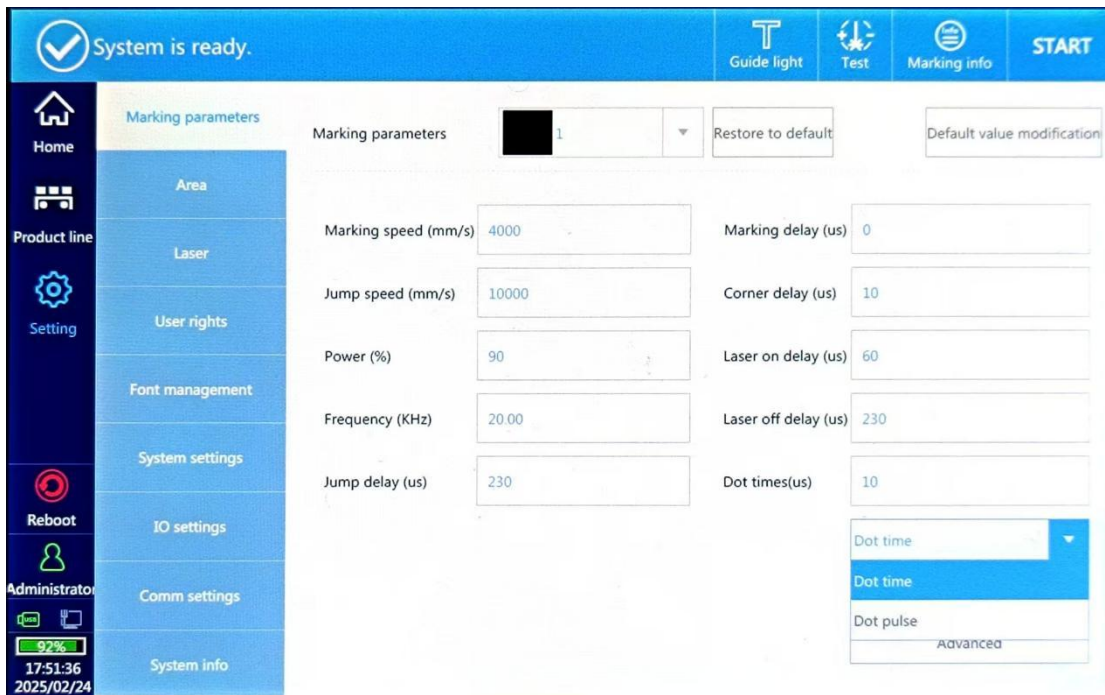 System is ready.
Guide light
Test
Marking info
START
Home
Product line
Setting
Reboot
Administrator
usb
92%
17:51:36
2025/02/24
Marking parameters
Area
Laser
User rights
Font management
System settings
IO settings
Comm settings
System info
Marking parameters
1
Restore to default
Default value modification
Marking speed (mm/s) 4000
Marking delay (us) 0
Jump speed (mm/s) 10000
Corner delay (us) 10
Power (%) 90
Laser on delay (us) 60
Frequency (KHz) 20.00
Laser off delay (us) 230
Jump delay (us) 230
Dot times(us) 10
Dot time
Dot time
Dot pulse
Advanced